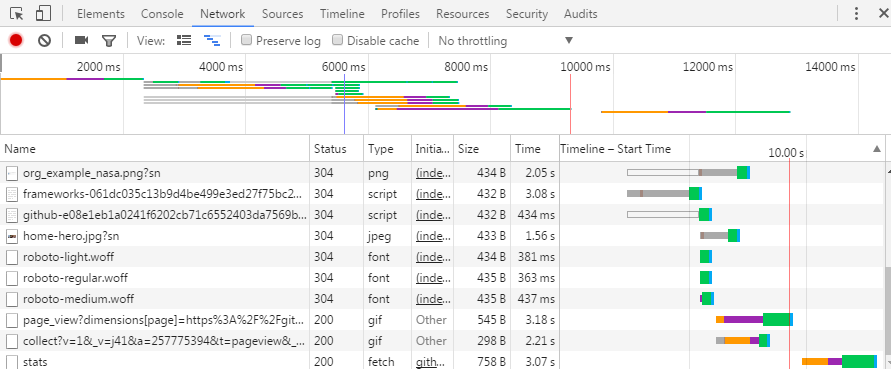 Elements Console Network Sources Timeline Profiles Resources Security Audits
View: Preserve log Disable cache No throttling
2000 ms 4000 ms 6000 ms 8000 ms 10000 ms 12000 ms 14000 ms
Name Status Type Initia... Size Time Timeline – Start Time 10.00 s
org_example_nasa.png?sn 304 png (inde... 434 B 2.05 s
frameworks-061dc035c13b9d4be499e3ed27f75bc2... 304 script (inde... 432 B 3.08 s
github-e08e1eb1a0241f6202cb71c6552403da7569b... 304 script (inde... 432 B 434 ms
home-hero.jpg?sn 304 jpeg (inde... 433 B 1.56 s
roboto-light.woff 304 font (inde... 434 B 381 ms
roboto-regular.woff 304 font (inde... 435 B 363 ms
roboto-medium.woff 304 font (inde... 435 B 437 ms
page_view?dimensions[page]=https%3A%2F%2Fgit... 200 gif Other 545 B 3.18 s
collect?v=1&_v=j41&a=257775394&t=pageview&_... 200 gif Other 298 B 2.21 s
stats 200 fetch gith... 758 B 3.07 s